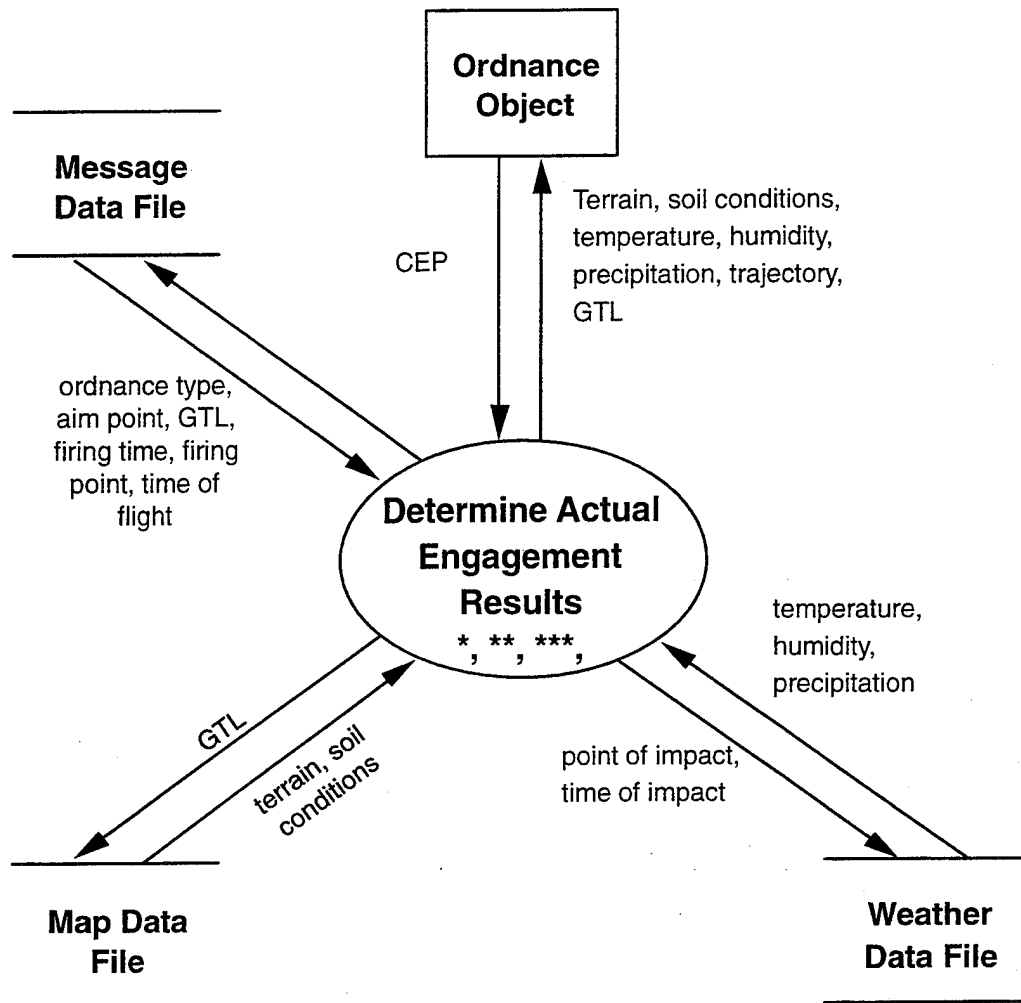 Ordnance
Object
Message
Data File
Terrain, soil conditions,
temperature, humidity,
precipitation, trajectory,
GTL
CEP
ordnance type,
aim point, GTL,
firing time, firing
point, time of
flight
Determine Actual
Engagement
Results
*, **, ***,
temperature,
humidity,
precipitation
GTL
terrain, soil
conditions
point of impact,
time of impact
Map Data
File
Weather
Data File